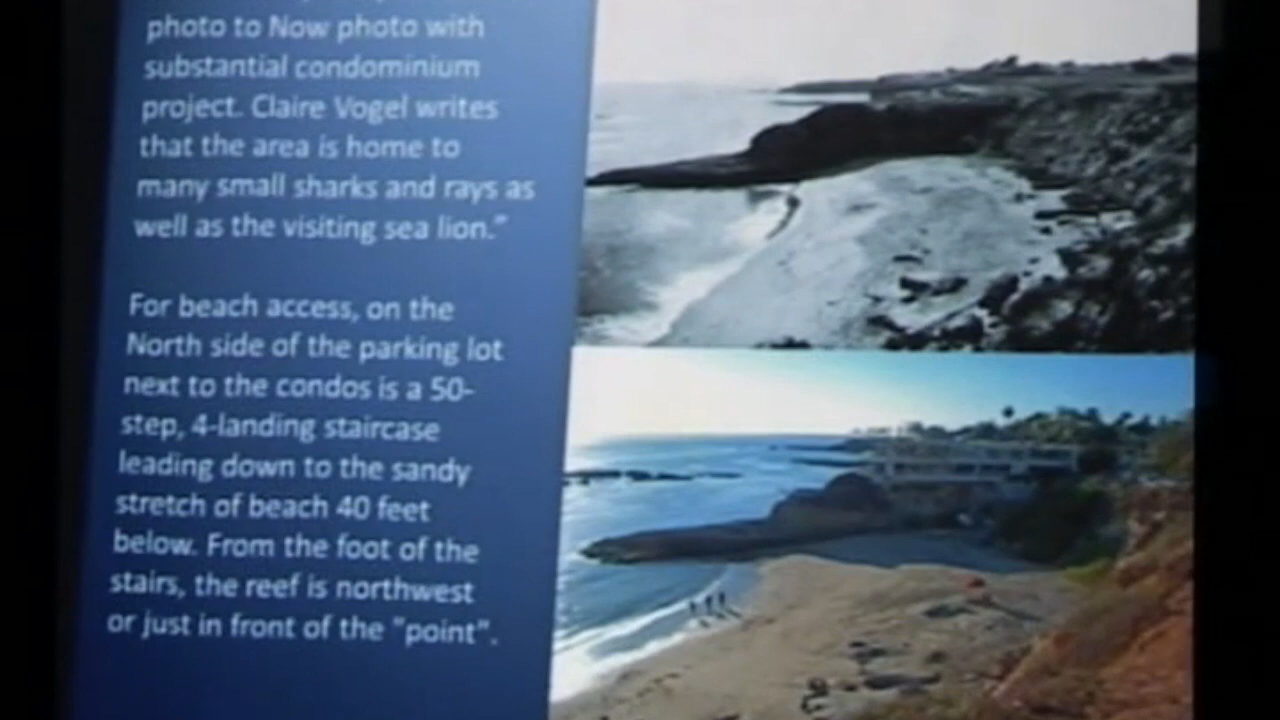 photo to Now photo with
substantial condominium
project. Claire Vogel writes
that the area is home to
many small sharks and rays as
well as the visiting sea lion.”
For beach access, on the
North side of the parking lot
next to the condos is a 50-
step, 4-landing staircase
leading down to the sandy
stretch of beach 40 feet
below. From the foot of the
stairs, the reef is northwest
or just in front of the "point".